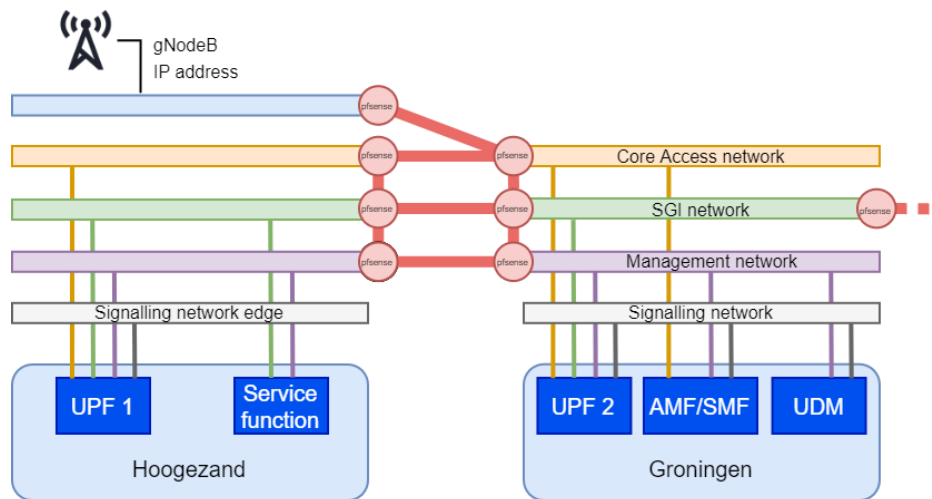 gNodeB
IP address
pfsense
pfsense
pfsense
Core Access network
pfsense
pfsense
SGI network
pfsense
pfsense
pfsense
Management network
Signalling network edge
Signalling network
UPF 1
Service
function
UPF 2
AMF/SMF
UDM
Hoogezand
Groningen